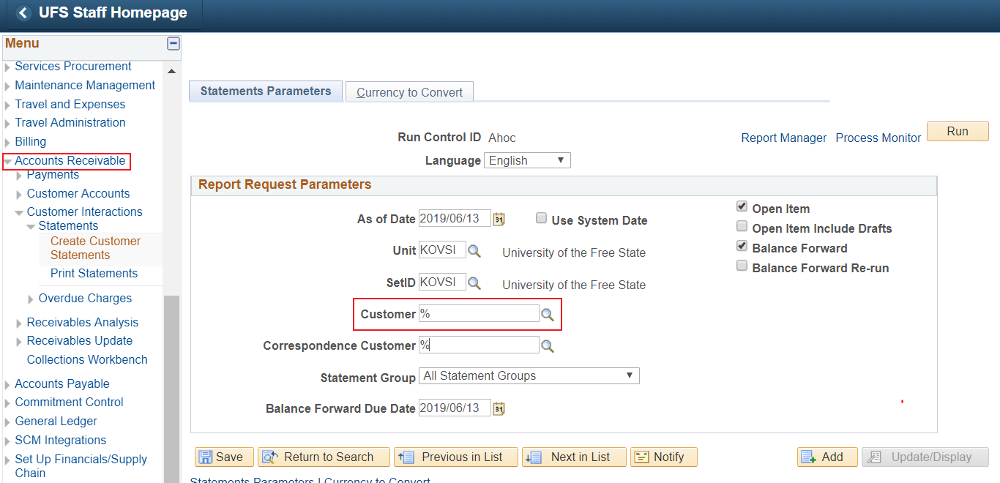 UFS Staff Homepage
Menu
Services Procurement
Maintenance Management
Travel and Expenses
Travel Administration
Billing
Accounts Receivable
Payments
Customer Accounts
Customer Interactions
Statements
Create Customer
Statements
Print Statements
Overdue Charges
Receivables Analysis
Receivables Update
Collections Workbench
Accounts Payable
Commitment Control
General Ledger
SCM Integrations
Set Up Financials/Supply
Chain
Statements Parameters Currency to Convert
Run Control ID Ahoc Report Manager Process Monitor Run
Language English
Report Request Parameters
As of Date 2019/06/13 31 Use System Date
Unit KOVSI University of the Free State
SetID KOVSI University of the Free State
Customer %
Correspondence Customer %
Statement Group All Statement Groups
Balance Forward Due Date 2019/06/13 31
Open Item
Open Item Include Drafts
Balance Forward
Balance Forward Re-run
Save Return to Search Previous in List Next in List Notify Add Update/Display
Statements Parameters | Currency to Convert